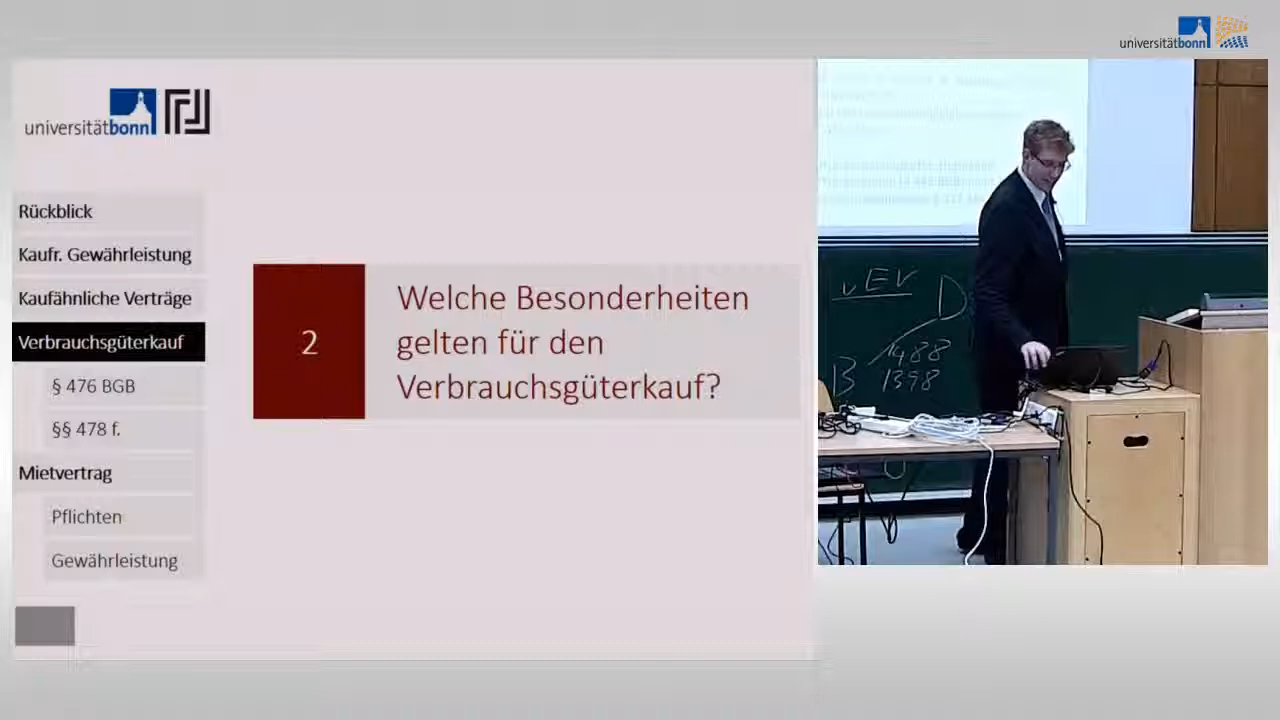 universitätbonn
universitätbonn
Rückblick
Kaufr. Gewährleistung
Kaufähnliche Verträge
Verbrauchsgüterkauf
§ 476 BGB
§§ 478 f.
Mietvertrag
Pflichten
Gewährleistung
2
Welche Besonderheiten
gelten für den
Verbrauchsgüterkauf?
vEV
D
1488
B
1398